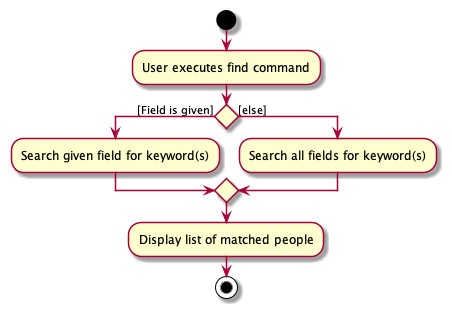 User executes find command
[Field is given]
[else]
Search given field for keyword(s)
Search all fields for keyword(s)
Display list of matched people